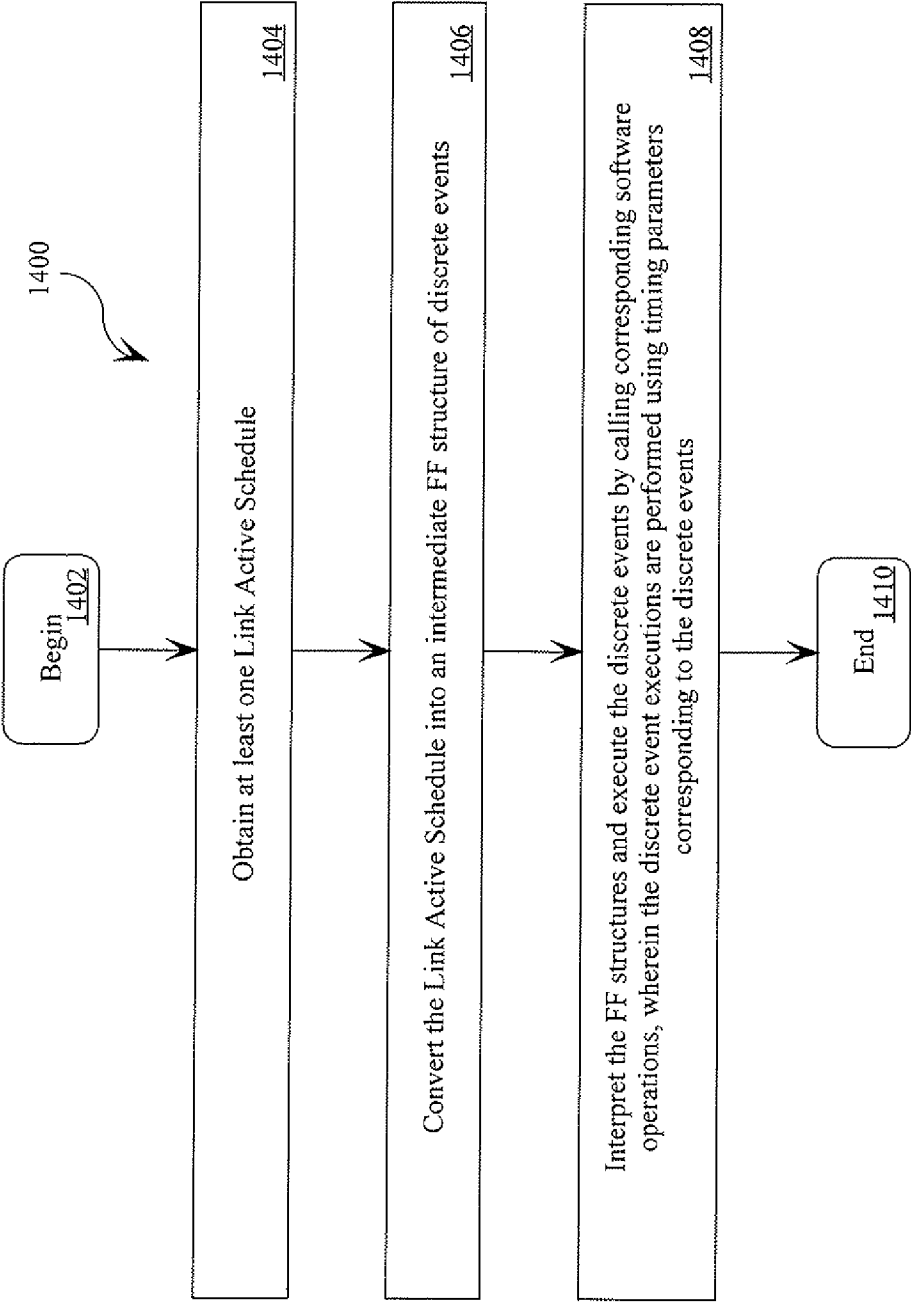 1400
Begin
1402
Obtain at least one Link Active Schedule
1404
Convert the Link Active Schedule into an intermediate FF structure of discrete events
1406
Interpret the FF structures and execute the discrete events by calling corresponding software
operations, wherein the discrete event executions are performed using timing parameters
corresponding to the discrete events
1408
End
1410